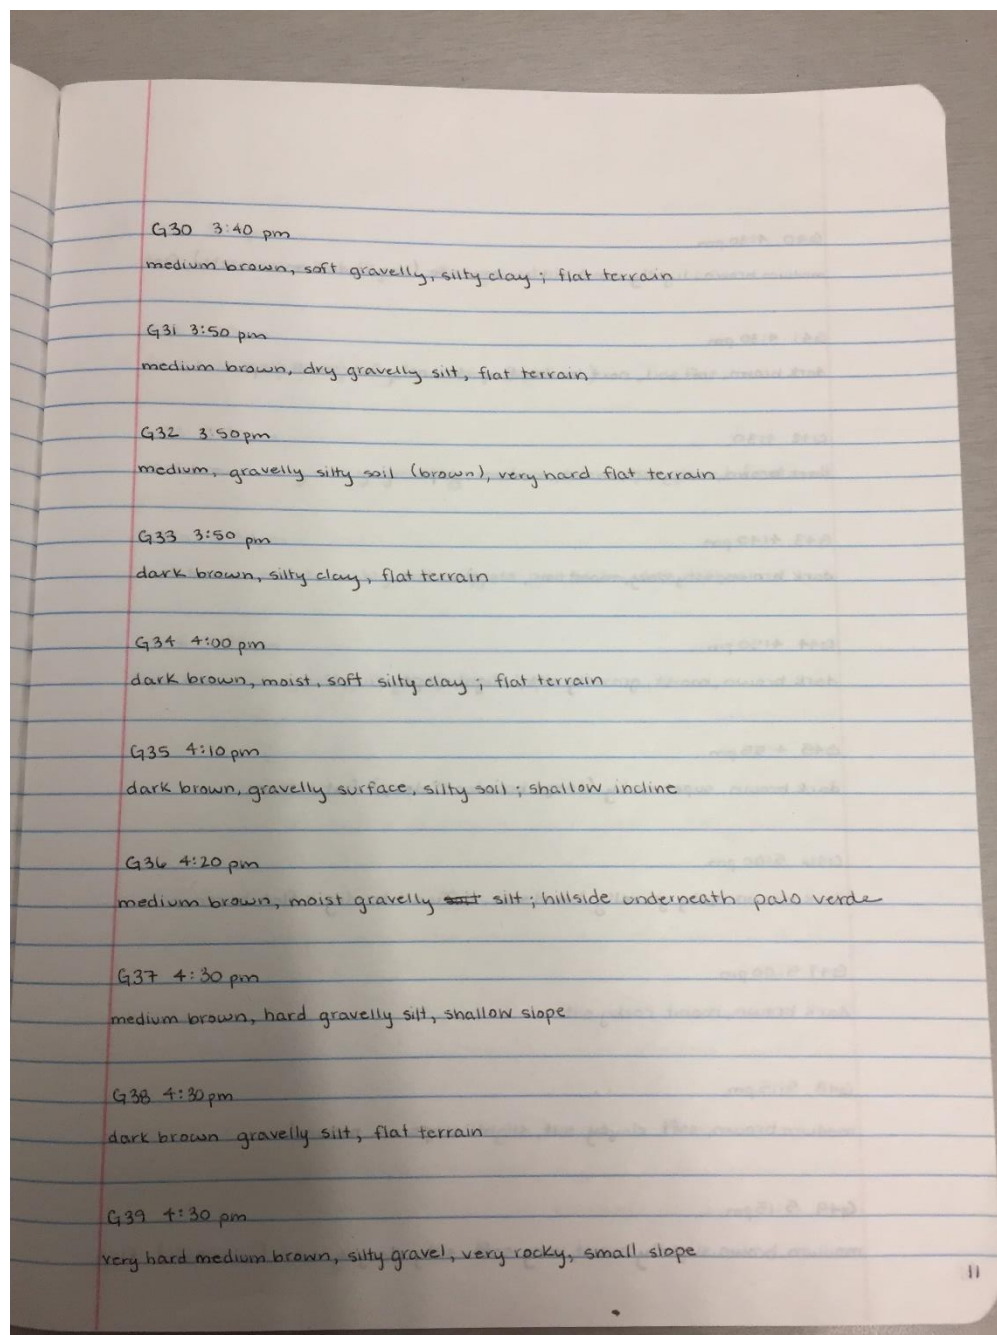 G30 3:40 pm
medium brown, soft gravelly, silty clay; flat terrain
G31 3:50 pm
medium brown, dry gravelly silt, flat terrain
G32 3:50pm
medium, gravelly silty soil (brown), very hard flat terrain
G33 3:50 pm
dark brown, silty clay, flat terrain
G34 4:00 pm
dark brown, moist, soft silty clay; flat terrain
G35 4:10 pm
dark brown, gravelly surface, silty soil; shallow incline
G36 4:20 pm
medium brown, moist gravelly silt; hillside underneath palo verde
G37 4:30 pm
medium brown, hard gravelly silt, shallow slope
G38 4:30pm
dark brown gravelly silt, flat terrain
G39 4:30 pm
very hard medium brown, silty gravel, very rocky, small slope
11